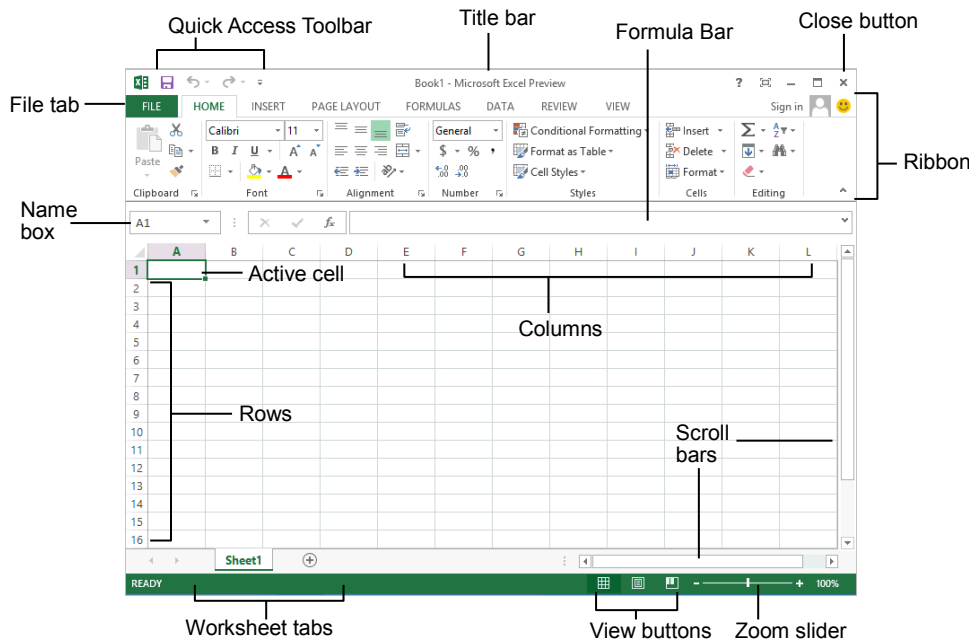 Quick Access Toolbar
Title bar
Formula Bar
Close button
Book1 - Microsoft Excel Preview
?
File tab
FILE HOME INSERT PAGE LAYOUT FORMULAS DATA REVIEW VIEW Sign in
Calibri 11 General Conditional Formatting Insert
Paste B I U A A $ % , Format as Table Delete
A Cell Styles Format
Clipboard Font Alignment Number Styles Cells Editing
Ribbon
Name
box
A1 fx
A B C D E F G H I J K L
1
Active cell
2
3
4
Columns
5
6
7
8
9
Rows
10
Scroll
bars
11
12
13
14
15
16
Sheet1
READY 100%
Worksheet tabs
View buttons
Zoom slider